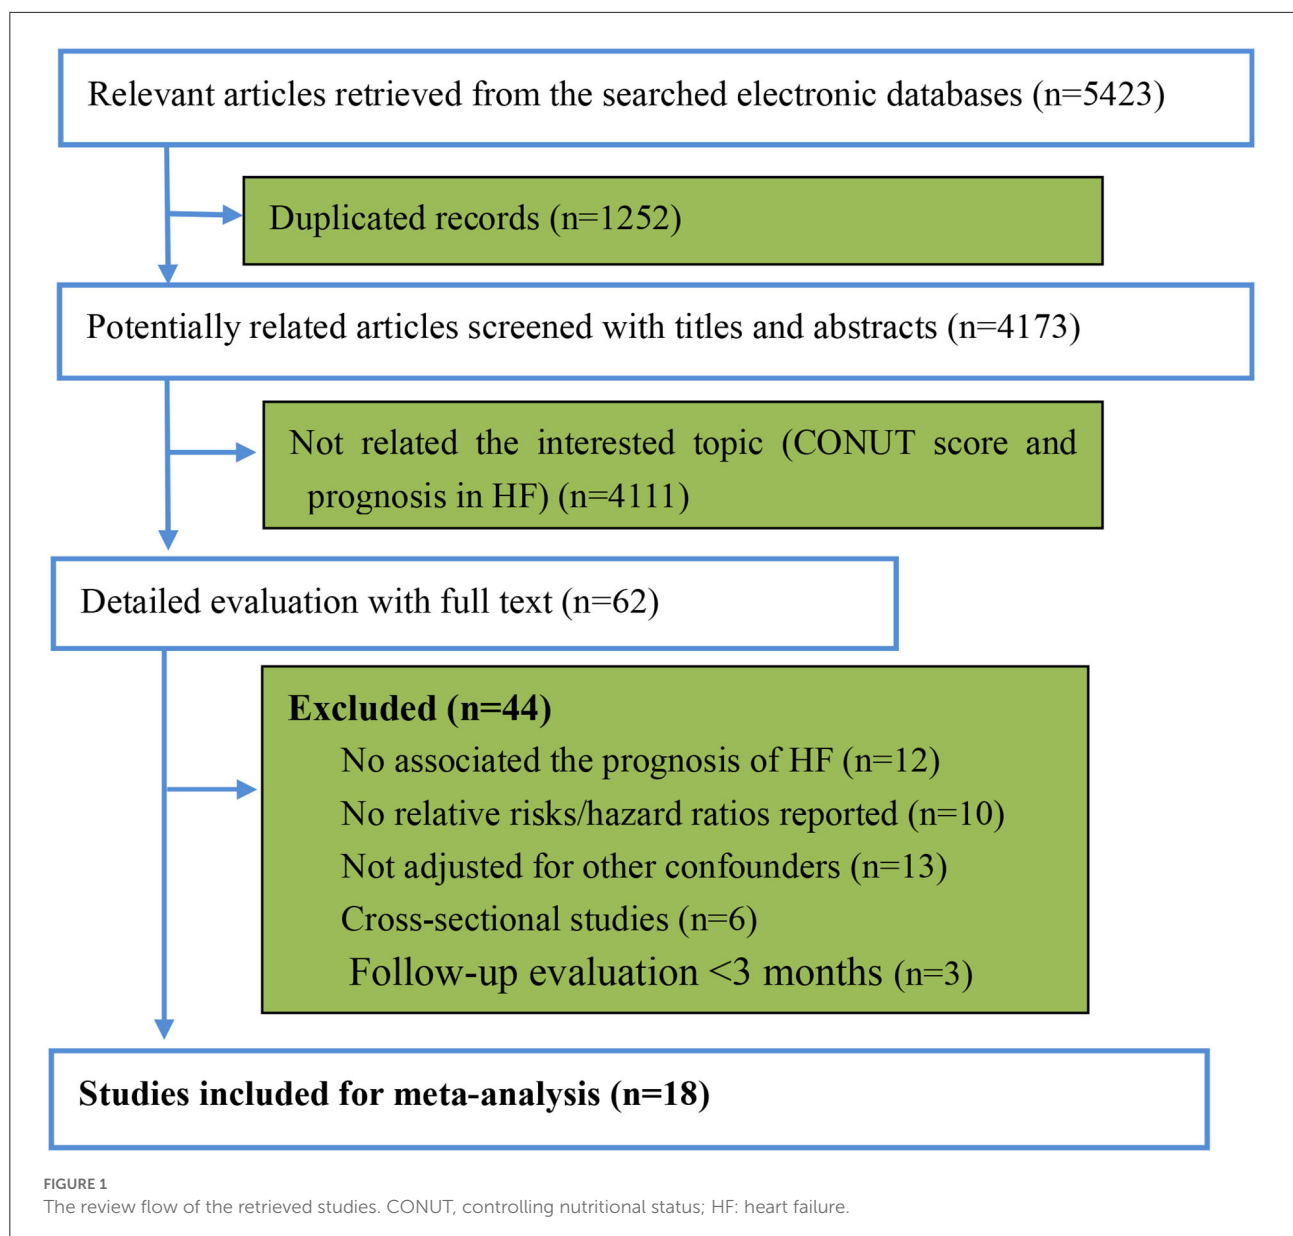 Relevant articles retrieved from the searched electronic databases (n=5423)
Duplicated records (n=1252)
Potentially related articles screened with titles and abstracts (n=4173)
Not related the interested topic (CONUT score and
prognosis in HF) (n=4111)
Detailed evaluation with full text (n=62)
Excluded (n=44)
No associated the prognosis of HF (n=12)
No relative risks/hazard ratios reported (n=10)
Not adjusted for other confounders (n=13)
Cross-sectional studies (n=6)
Follow-up evaluation <3 months (n=3)
Studies included for meta-analysis (n=18)
FIGURE 1
The review flow of the retrieved studies. CONUT, controlling nutritional status; HF: heart failure.